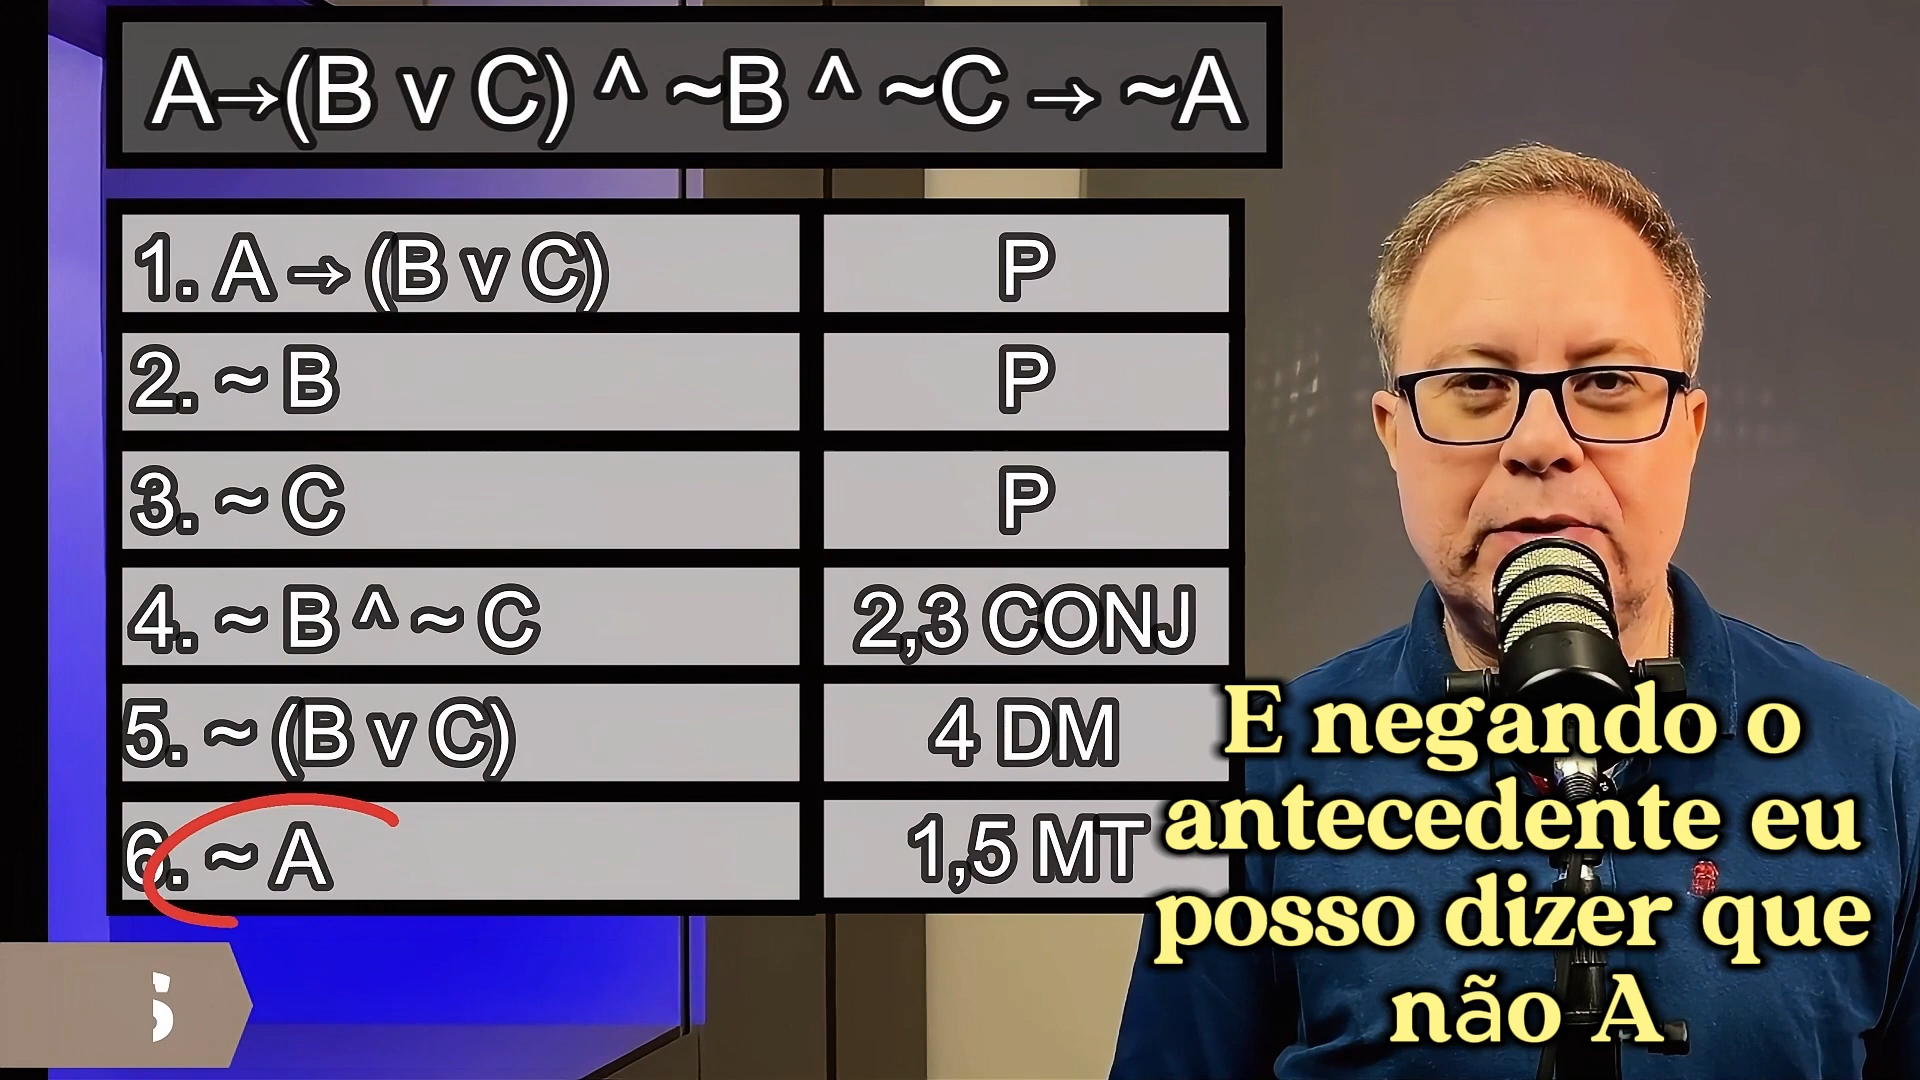 A→(B v C) ^ ~B ^ ~C → ~A
1. A → (B v C) P
2. ~ B P
3. ~ C P
4. ~ B ^ ~ C 2,3 CONJ
5. ~ (B v C) 4 DM
6. ~ A 1,5 MT
E negando o
antecedente eu
posso dizer que
não A